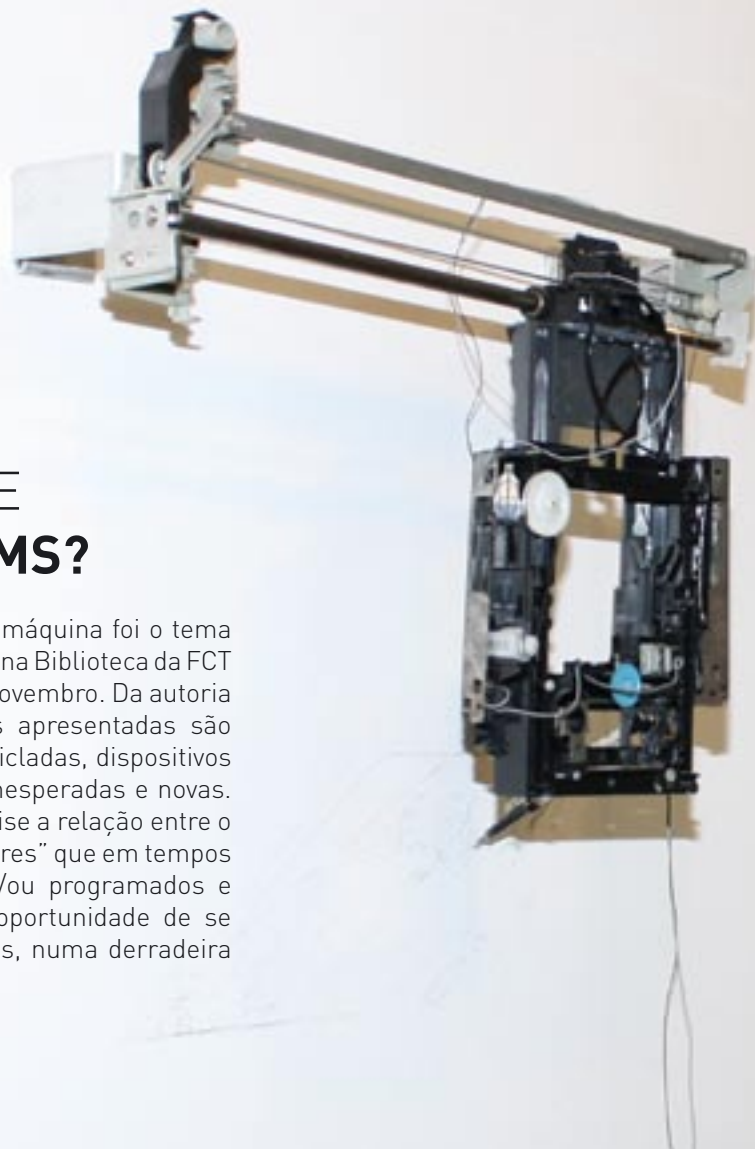 E
MS?
máquina foi o tema
na Biblioteca da FCT
ovembro. Da autoria
s apresentadas são
icladas, dispositivos
nesperadas e novas.
ise a relação entre o
res” que em tempos
/ou programados e
oportunidade de se
s, numa derradeira